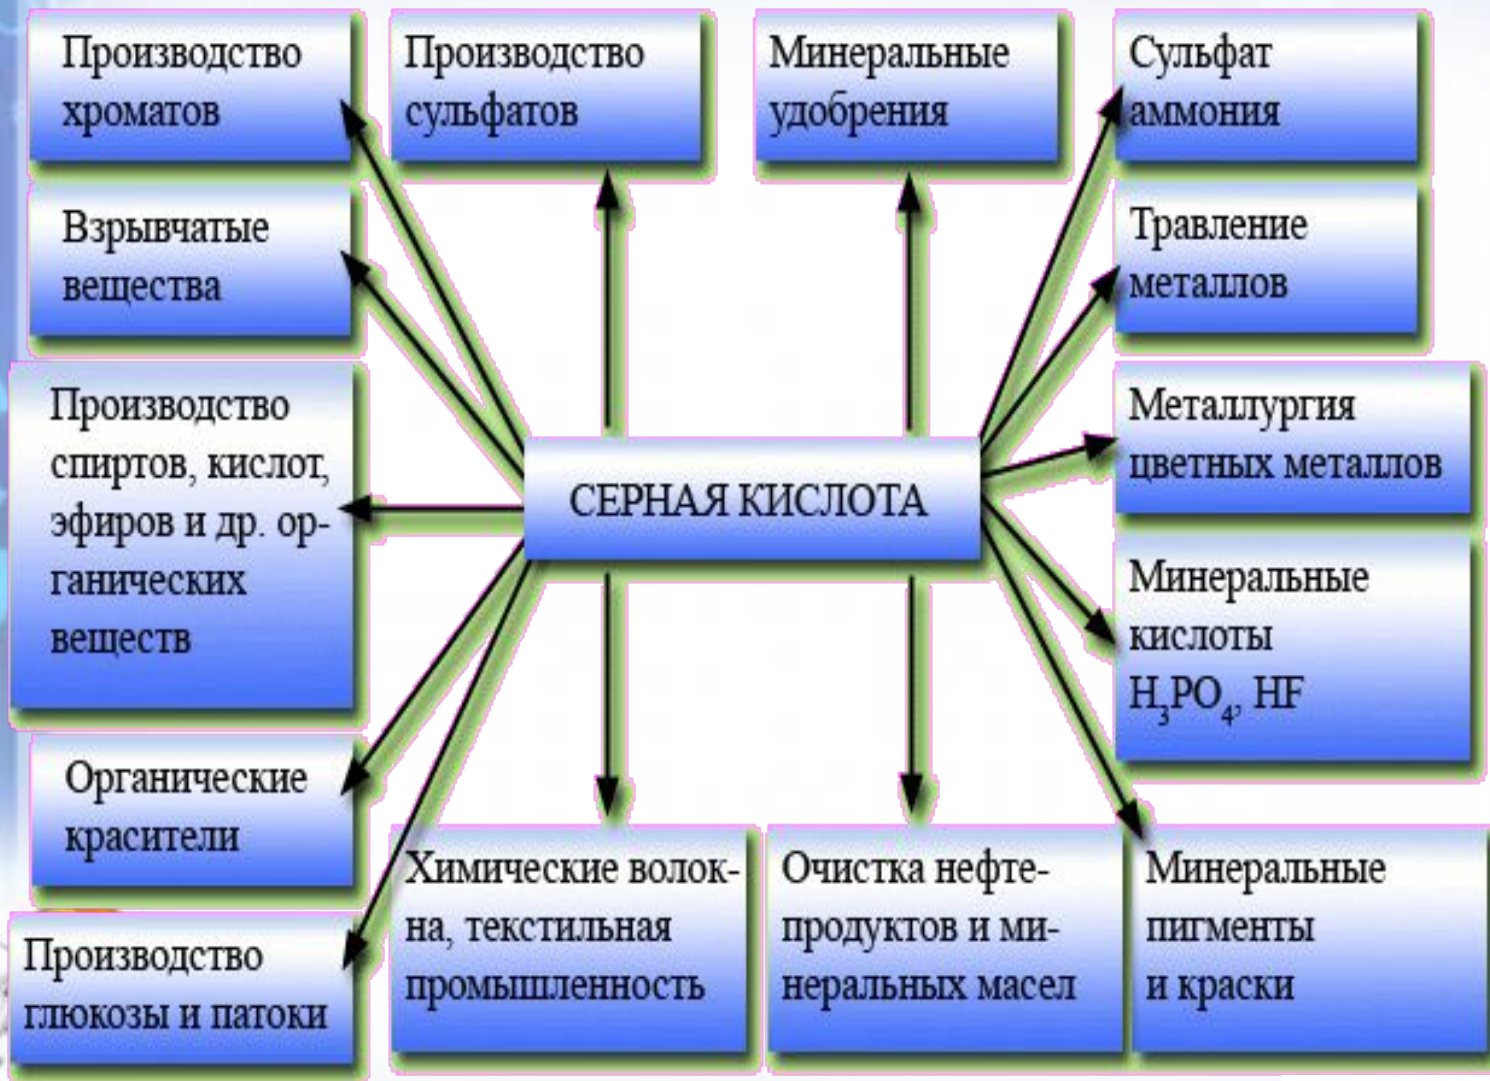 Производство
хроматов
Производство
сульфатов
Минеральные
удобрения
Сульфат
аммония
Взрывчатые
вещества
Травление
металлов
Производство
спиртов, кислот,
эфиров и др. ор-
ганических
веществ
СЕРНАЯ КИСЛОТА
Металлургия
цветных металлов
Минеральные
кислоты
H₃PO₄, HF
Органические
красители
Производство
глюкозы и патоки
Химические волок-
на, текстильная
промышленность
Очистка нефте-
продуктов и ми-
неральных масел
Минеральные
пигменты
и краски